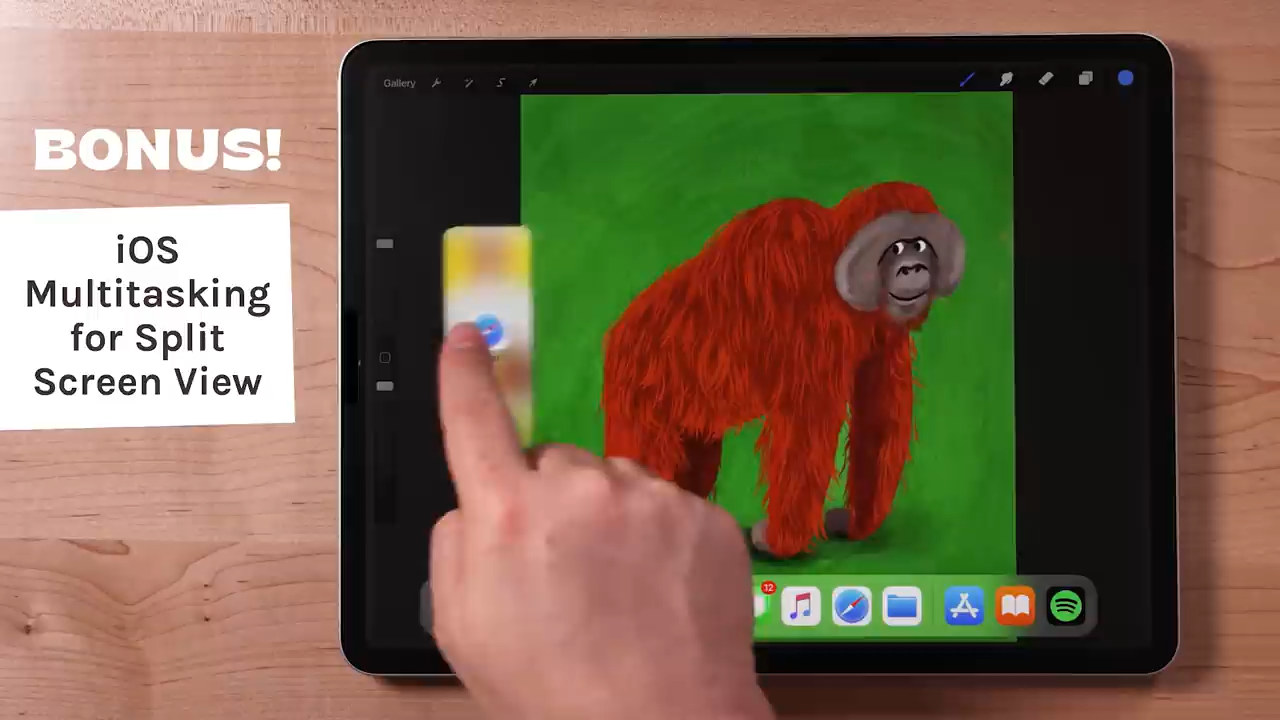 BONUS!
iOS
Multitasking
for Split
Screen View
Gallery
12